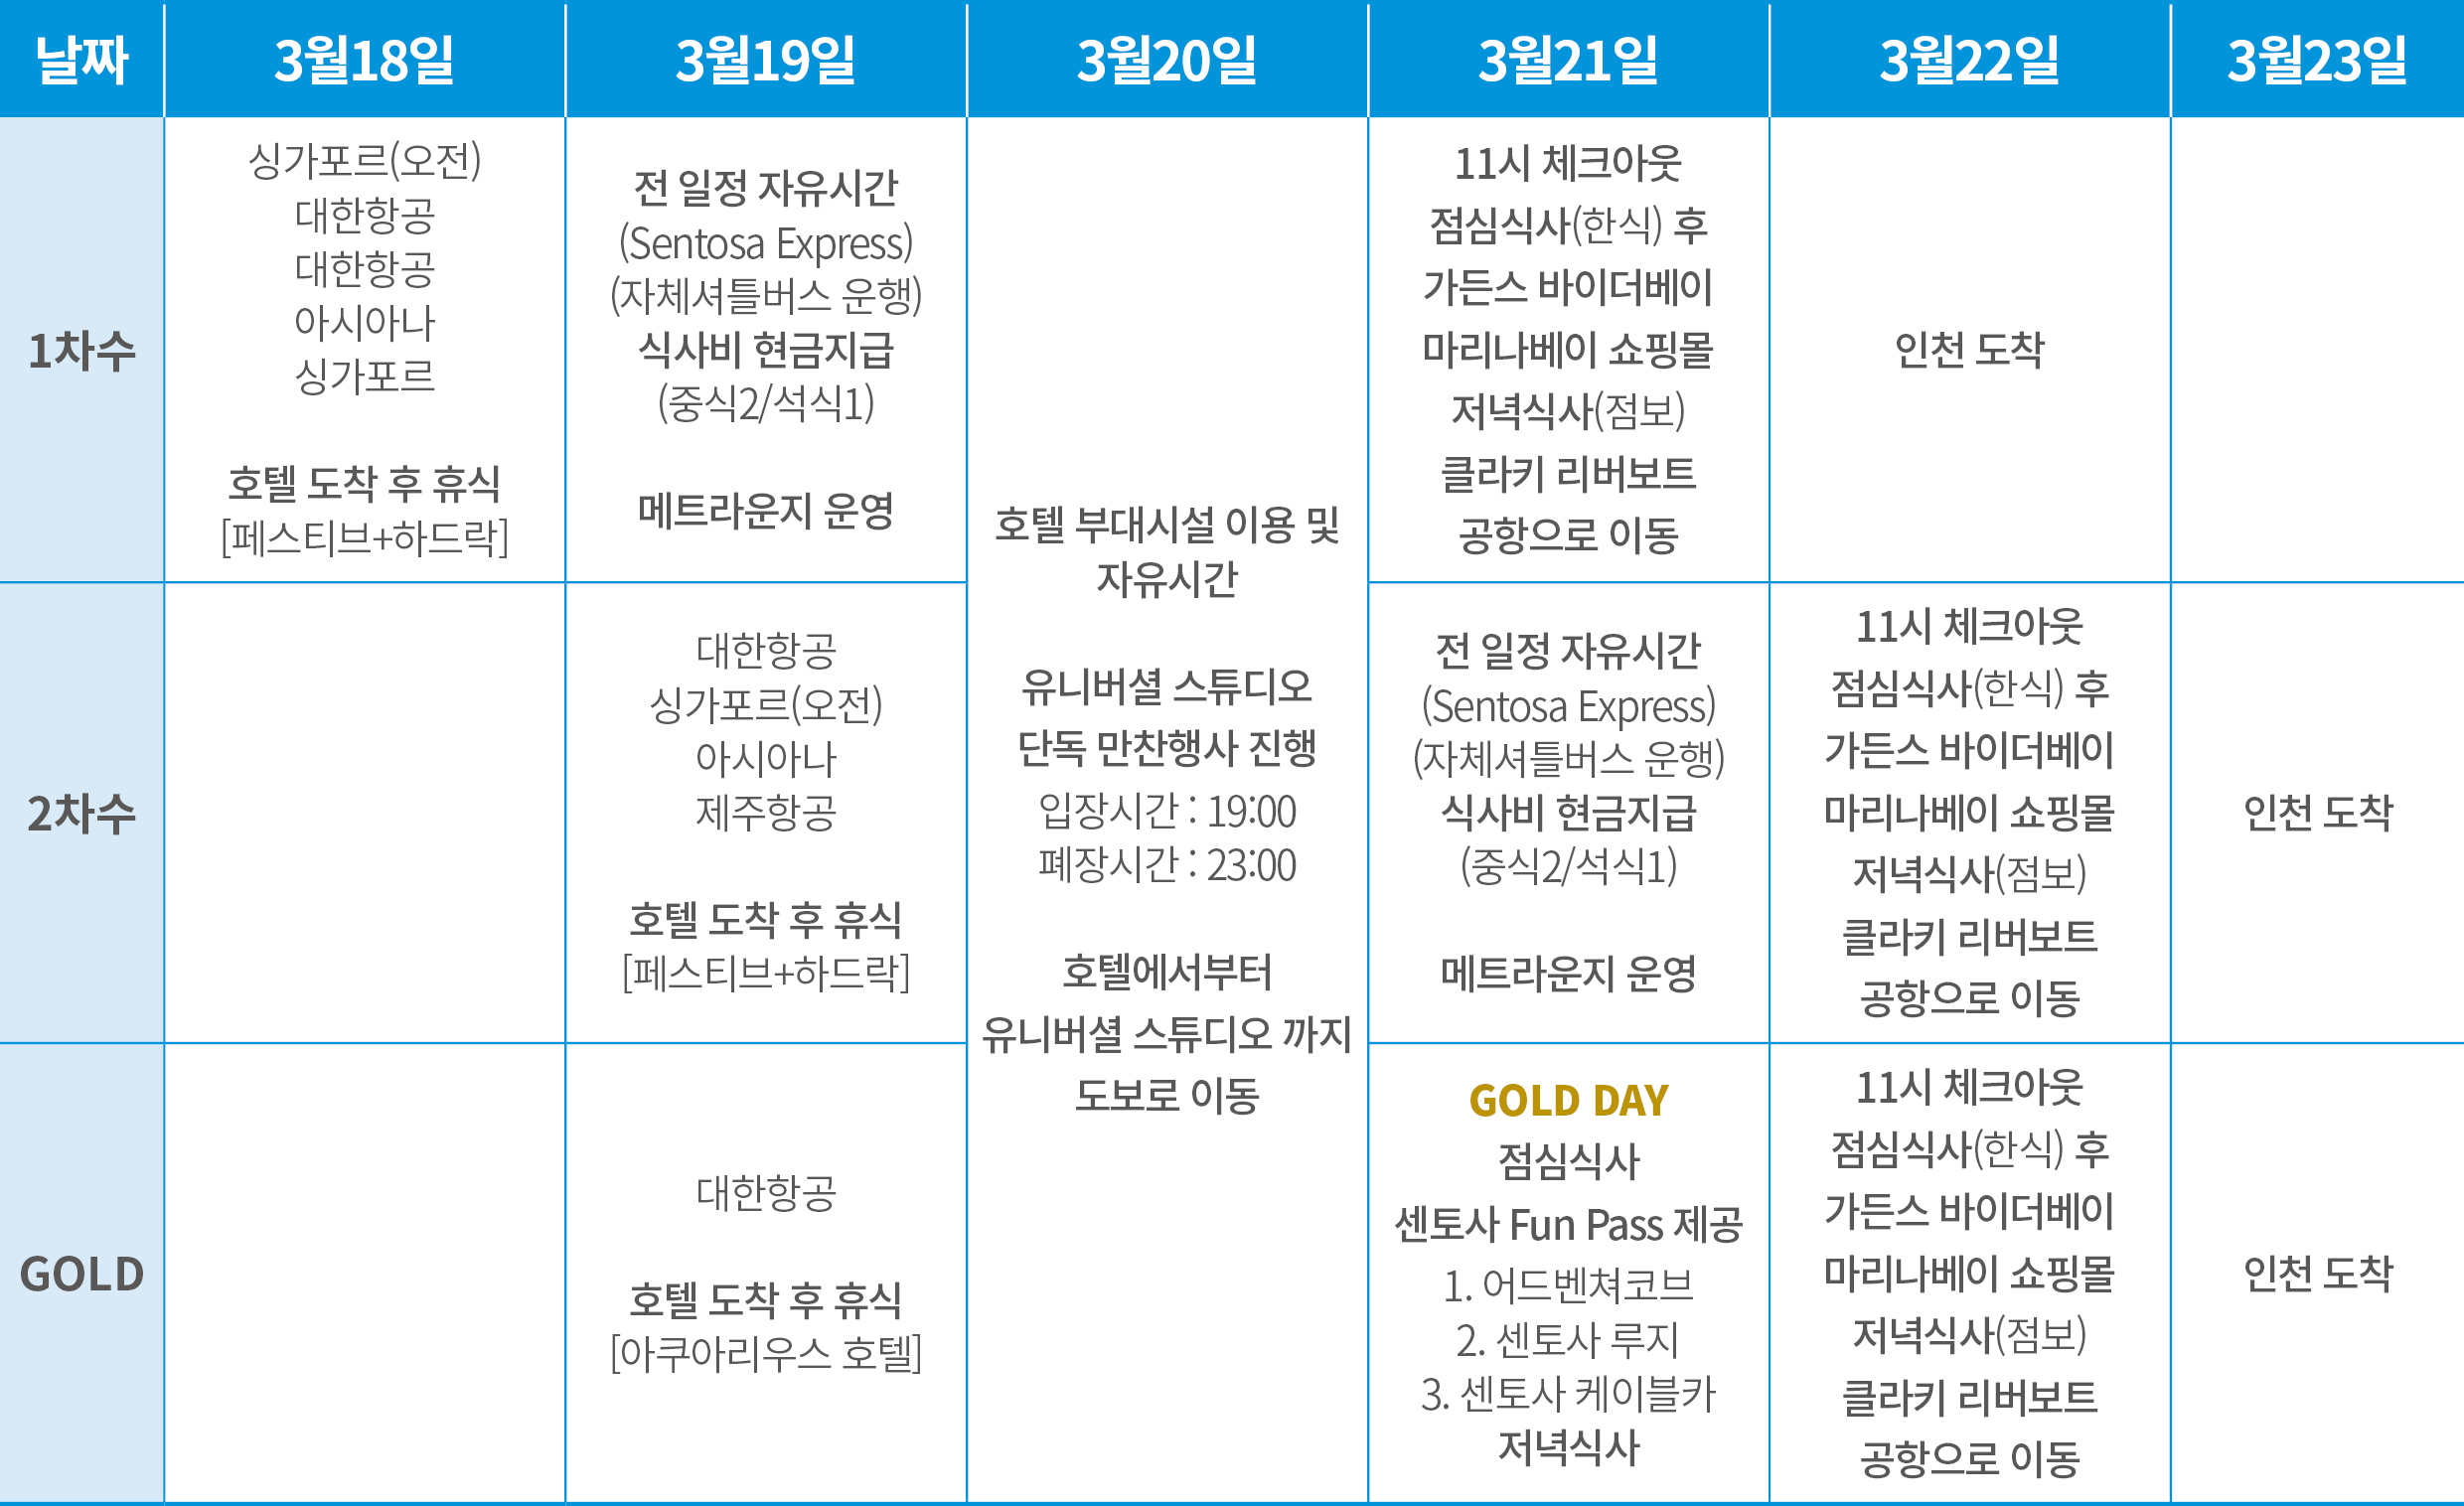 날짜
3월18일
3월19일
3월20일
3월21일
3월22일
3월23일
1차수
싱가포르(오전)
대한항공
대한항공
아시아나
싱가포르
호텔 도착 후 휴식
[페스티브+하드락]
전 일정 자유시간
(Sentosa Express)
(자체셔틀버스 운행)
식사비 현금지급
(중식2/석식1)
메트라운지 운영
호텔 부대시설 이용 및
자유시간
유니버셜 스튜디오
단독 만찬행사 진행
입장시간 : 19:00
폐장시간 : 23:00
호텔에서부터
유니버셜 스튜디오 까지
도보로 이동
11시 체크아웃
점심식사(한식) 후
가든스 바이더베이
마리나베이 쇼핑몰
저녁식사(점보)
클라키 리버보트
공항으로 이동
인천 도착
2차수
대한항공
싱가포르(오전)
아시아나
제주항공
호텔 도착 후 휴식
[페스티브+하드락]
전 일정 자유시간
(Sentosa Express)
(자체셔틀버스 운행)
식사비 현금지급
(중식2/석식1)
메트라운지 운영
11시 체크아웃
점심식사(한식) 후
가든스 바이더베이
마리나베이 쇼핑몰
저녁식사(점보)
클라키 리버보트
공항으로 이동
인천 도착
GOLD
대한항공
호텔 도착 후 휴식
[아쿠아리우스 호텔]
GOLD DAY
점심식사
센토사 Fun Pass 제공
1. 어드벤쳐코브
2. 센토사 루지
3. 센토사 케이블카
저녁식사
11시 체크아웃
점심식사(한식) 후
가든스 바이더베이
마리나베이 쇼핑몰
저녁식사(점보)
클라키 리버보트
공항으로 이동
인천 도착